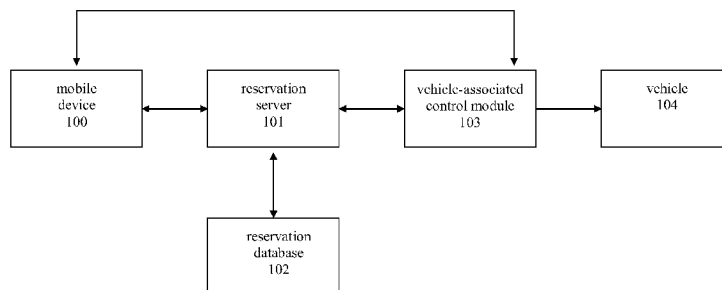 mobile
device
100
reservation
server
101
vehicle-associated
control module
103
vehicle
104
reservation
database
102